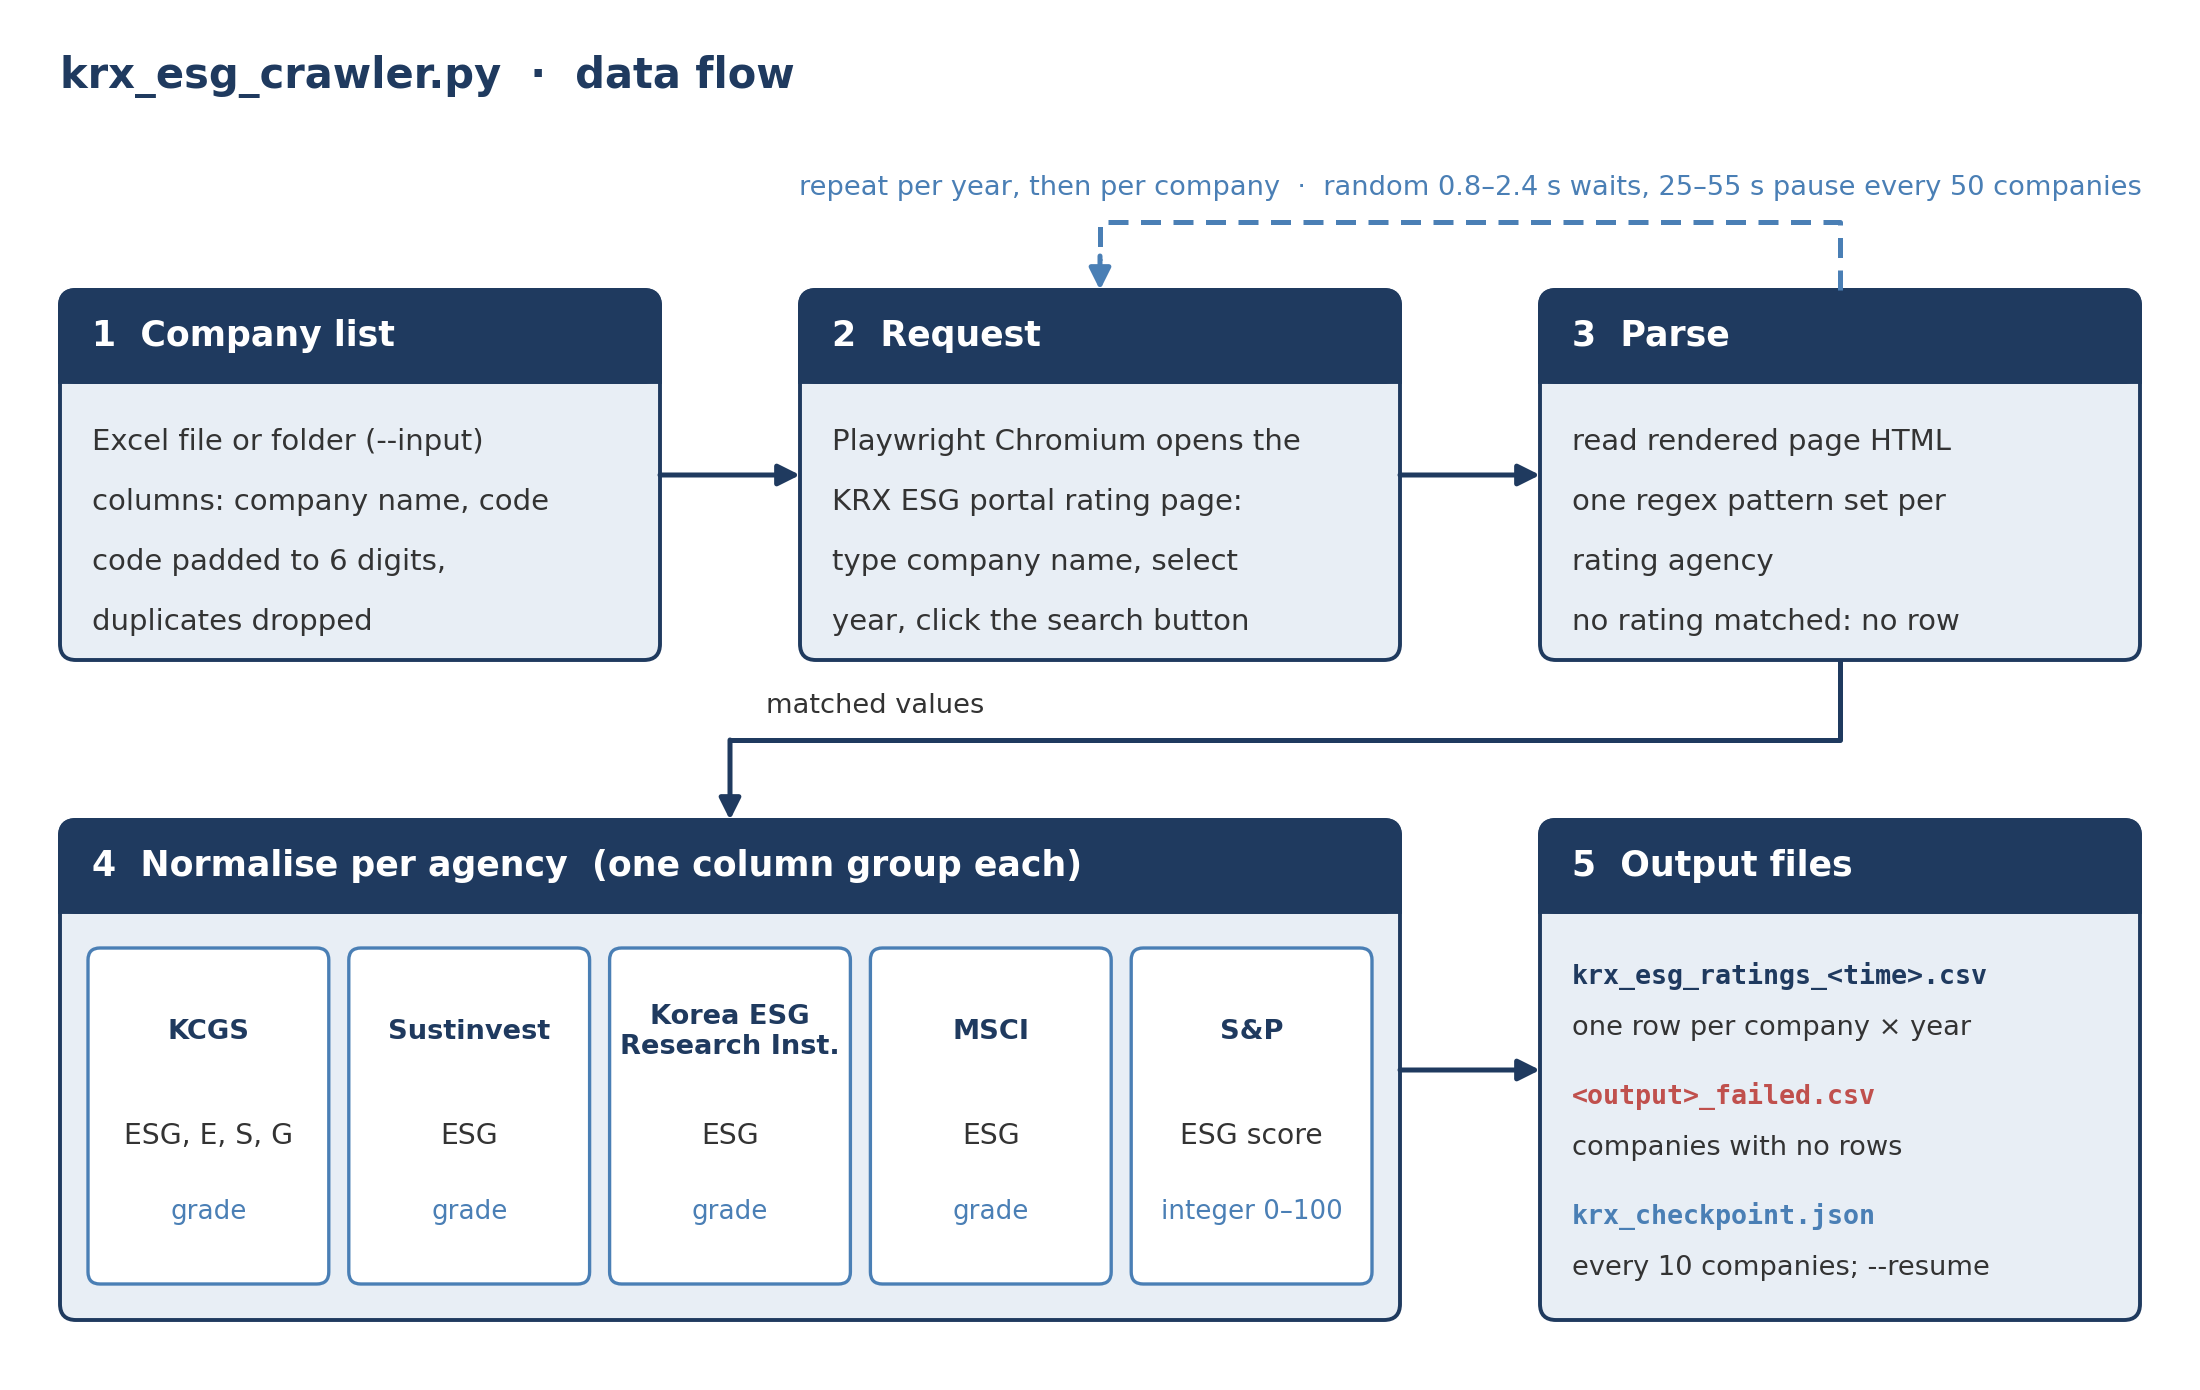 krx_esg_crawler.py · data flow
repeat per year, then per company · random 0.8–2.4 s waits, 25–55 s pause every 50 companies
1 Company list
Excel file or folder (--input)
columns: company name, code
code padded to 6 digits,
duplicates dropped
2 Request
Playwright Chromium opens the
KRX ESG portal rating page:
type company name, select
year, click the search button
3 Parse
read rendered page HTML
one regex pattern set per
rating agency
no rating matched: no row
matched values
4 Normalise per agency (one column group each)
KCGS
ESG, E, S, G
grade
Sustinvest
ESG
grade
Korea ESG
Research Inst.
ESG
grade
MSCI
ESG
grade
S&P
ESG score
integer 0–100
5 Output files
krx_esg_ratings_<time>.csv
one row per company × year
<output>_failed.csv
companies with no rows
krx_checkpoint.json
every 10 companies; --resume